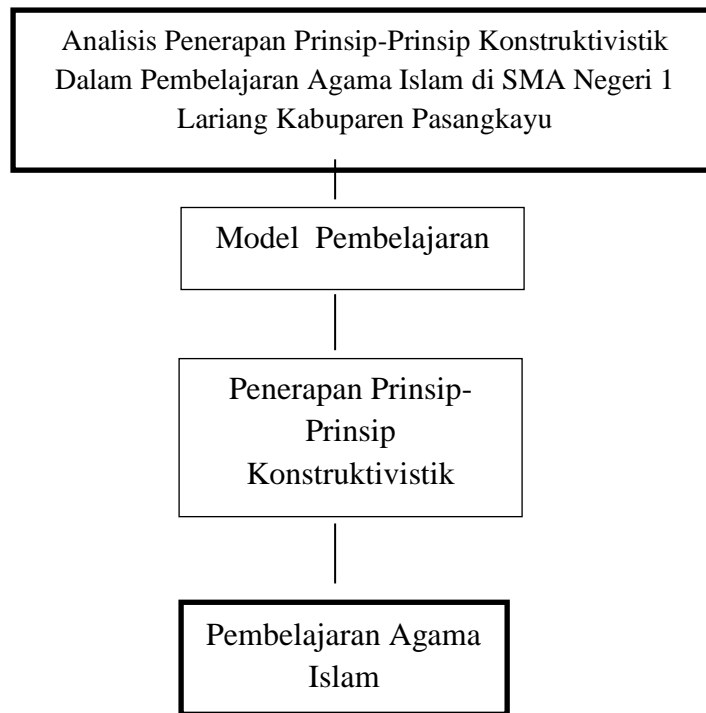 Analisis Penerapan Prinsip-Prinsip Konstruktivistik
Dalam Pembelajaran Agama Islam di SMA Negeri 1
Lariang Kabuparen Pasangkayu
Model Pembelajaran
Penerapan Prinsip-
Prinsip
Konstruktivistik
Pembelajaran Agama
Islam